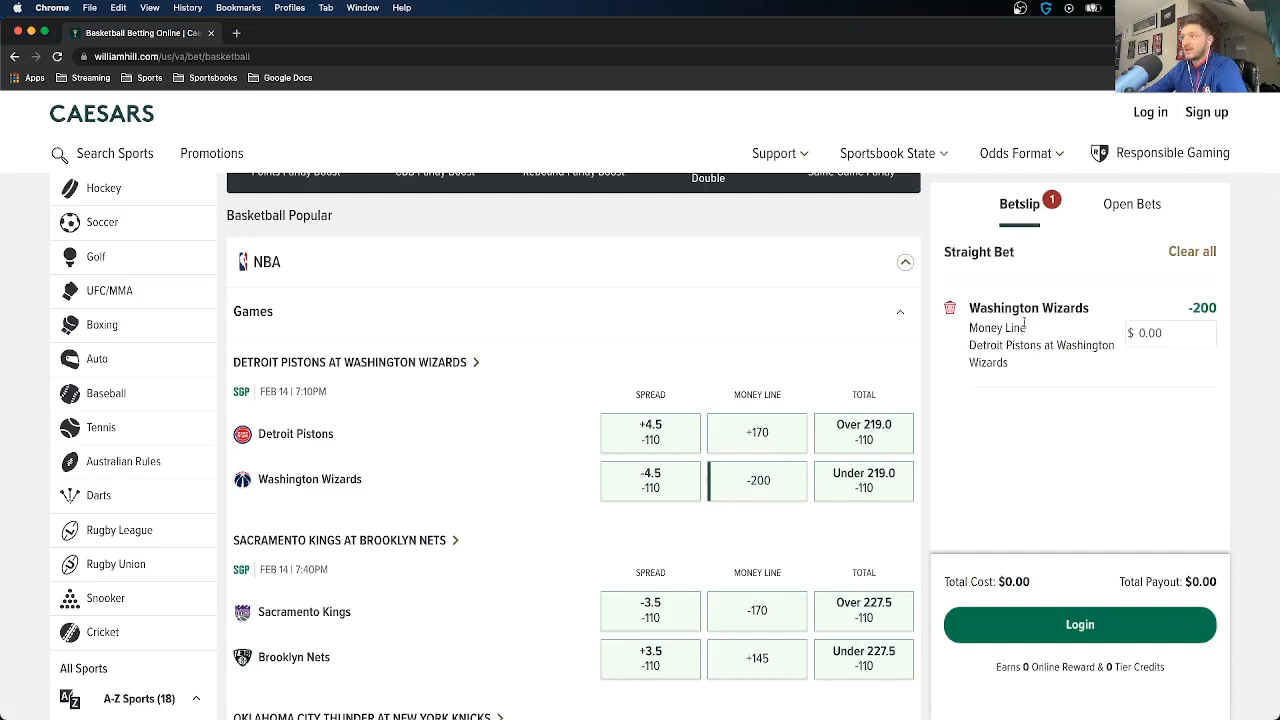 Chrome File Edit View History Bookmarks Profiles Tab Window Help
Basketball Betting Online | Cae
williamhill.com/us/va/bet/basketball
Apps Streaming Sports Sportsbooks Google Docs
CAESARS
Log in Sign up
Search Sports Promotions Support Sportsbook State Odds Format RG Responsible Gaming
Hockey
Soccer
Golf
UFC/MMA
Boxing
Auto
Baseball
Tennis
Australian Rules
Darts
Rugby League
Rugby Union
Snooker
Cricket
All Sports
A-Z Sports (18)
Double
Basketball Popular
NBA
Games
DETROIT PISTONS AT WASHINGTON WIZARDS
SGP FEB 14 | 7:10PM
SPREAD MONEY LINE TOTAL
Detroit Pistons +4.5 -110 +170 Over 219.0 -110
Washington Wizards -4.5 -110 -200 Under 219.0 -110
SACRAMENTO KINGS AT BROOKLYN NETS
SGP FEB 14 | 7:40PM
SPREAD MONEY LINE TOTAL
Sacramento Kings -3.5 -110 -170 Over 227.5 -110
Brooklyn Nets +3.5 -110 +145 Under 227.5 -110
OKLAHOMA CITY THUNDER AT NEW YORK KNICKS
Betslip 1 Open Bets
Straight Bet Clear all
Washington Wizards -200
Money Line
$ 0.00
Detroit Pistons at Washington
Wizards
Total Cost: $0.00 Total Payout: $0.00
Login
Earns 0 Online Reward & 0 Tier Credits